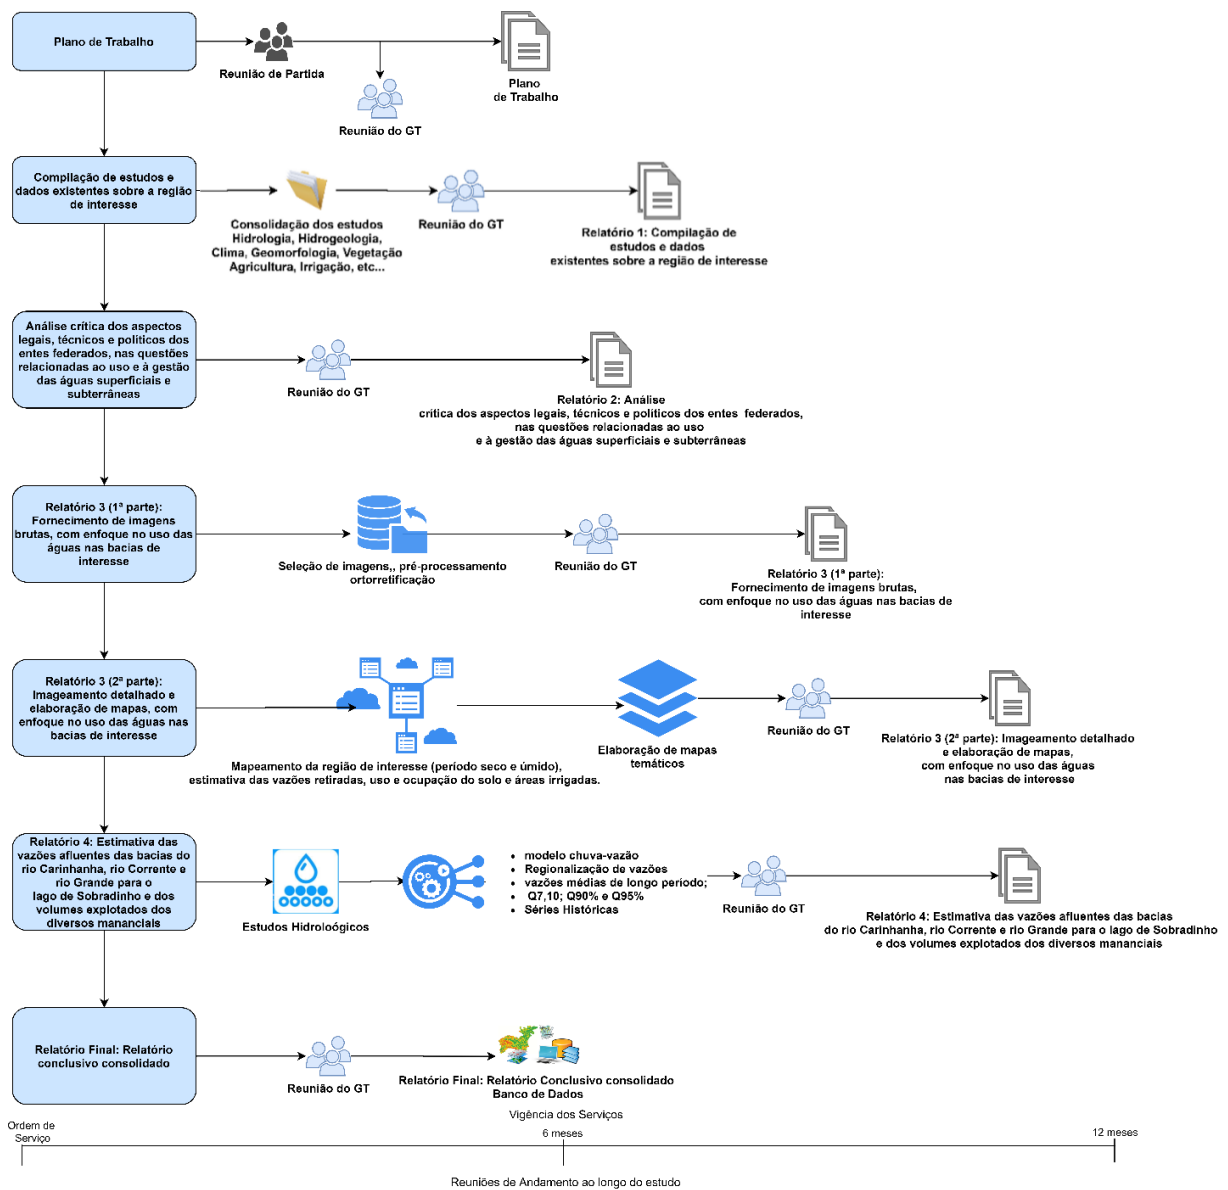 Plano de Trabalho
Reunião de Partida
Reunião do GT
Plano
de Trabalho
Compilação de estudos e
dados existentes sobre a região
de interesse
Consolidação dos estudos
Hidrologia, Hidrogeologia,
Clima, Geomorfologia, Vegetação
Agricultura, Irrigação, etc...
Reunião do GT
Relatório 1: Compilação de
estudos e dados
existentes sobre a região de interesse
Análise crítica dos aspectos
legais, técnicos e políticos dos
entes federados, nas questões
relacionadas ao uso e à gestão
das águas superficiais e
subterrâneas
Reunião do GT
Relatório 2: Análise
crítica dos aspectos legais, técnicos e políticos dos entes federados,
nas questões relacionadas ao uso
e à gestão das águas superficiais e subterrâneas
Relatório 3 (1ª parte):
Fornecimento de imagens
brutas, com enfoque no uso das
águas nas bacias de
interesse
Seleção de imagens,, pré-processamento
ortorretificação
Reunião do GT
Relatório 3 (1ª parte):
Fornecimento de imagens brutas,
com enfoque no uso das águas nas bacias de
interesse
Relatório 3 (2ª parte):
Imageamento detalhado e
elaboração de mapas, com
enfoque no uso das águas nas
bacias de interesse
Mapeamento da região de interesse (período seco e úmido),
estimativa das vazões retiradas, uso e ocupação do solo e áreas irrigadas.
Elaboração de mapas
temáticos
Reunião do GT
Relatório 3 (2ª parte): Imageamento detalhado
e elaboração de mapas,
com enfoque no uso das águas
nas bacias de interesse
Relatório 4: Estimativa das
vazões afluentes das bacias do
rio Carinhanha, rio Corrente e
rio Grande para o
lago de Sobradinho e dos
volumes explotados dos
diversos mananciais
Estudos Hidroloógicos
• modelo chuva-vazão
• Regionalização de vazões
• vazões médias de longo período;
• Q7,10; Q90% e Q95%
• Séries Históricas
Reunião do GT
Relatório 4: Estimativa das vazões afluentes das bacias
do rio Carinhanha, rio Corrente e rio Grande para o lago de Sobradinho
e dos volumes explotados dos diversos mananciais
Relatório Final: Relatório
conclusivo consolidado
Reunião do GT
Relatório Final: Relatório Conclusivo consolidado
Banco de Dados
Vigência dos Serviços
Ordem de
Serviço
6 meses
12 meses
Reuniões de Andamento ao longo do estudo